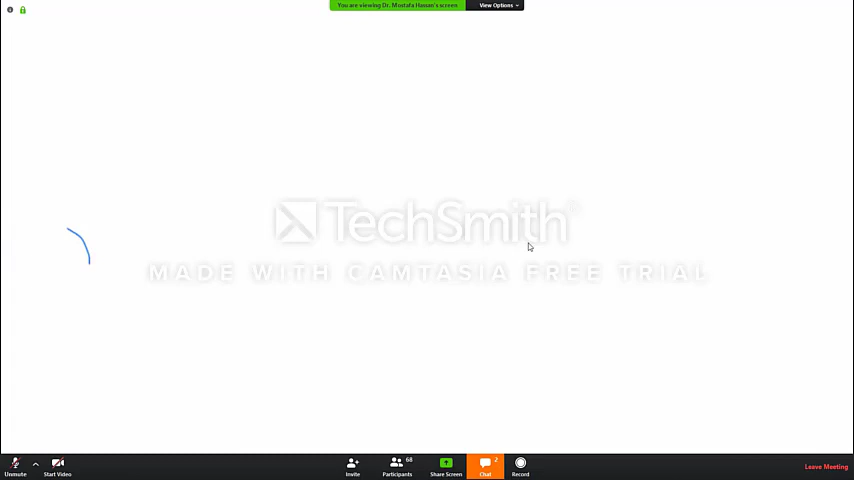 You are viewing Dr. Mostafa Hunan's screen
View Options
TechSmith
MADE WITH CAMTASIA FREE TRIAL
Unmute
Start Video
Invite
68
Participants
Share Screen
2
Chat
Record
Leave Meeting